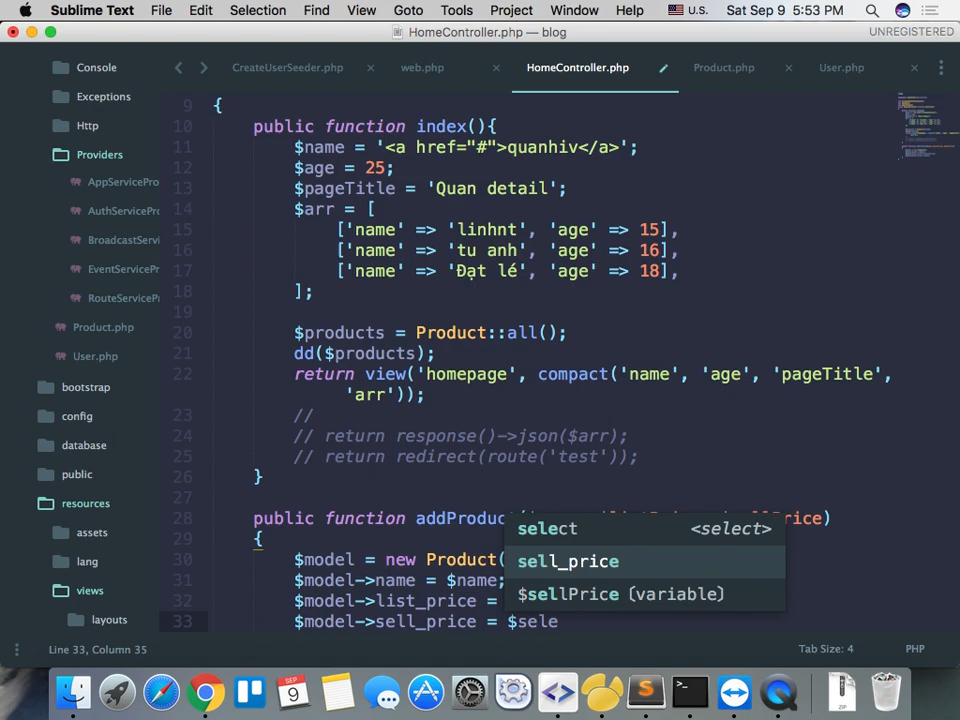 Sublime Text File Edit Selection Find View Goto Tools Project Window Help U.S. Sat Sep 9 5:53 PM
HomeController.php — blog UNREGISTERED
CreateUserSeeder.php web.php HomeController.php Product.php User.php
Console
Exceptions
Http
Providers
AppServicePro
AuthServicePro
BroadcastServi
EventServicePr
RouteServicePr
Product.php
User.php
bootstrap
config
database
public
resources
assets
lang
views
layouts
9 {
10 public function index(){
11 $name = '<a href="#">quanhiv</a>';
12 $age = 25;
13 $pageTitle = 'Quan detail';
14 $arr = [
15 ['name' => 'linhnt', 'age' => 15],
16 ['name' => 'tu anh', 'age' => 16],
17 ['name' => 'Đạt lé', 'age' => 18],
18 ];
19
20 $products = Product::all();
21 dd($products);
22 return view('homepage', compact('name', 'age', 'pageTitle',
'arr'));
23 //
24 // return response()->json($arr);
25 // return redirect(route('test'));
26 }
27
28 public function addProduct
29 {
30 $model = new Product(
31 $model->name = $name;
32 $model->list_price =
33 $model->sell_price = $sele
select <select>
sell_price
$sellPrice (variable)
Line 33, Column 35 Tab Size: 4 PHP
SEP
9
ZIP